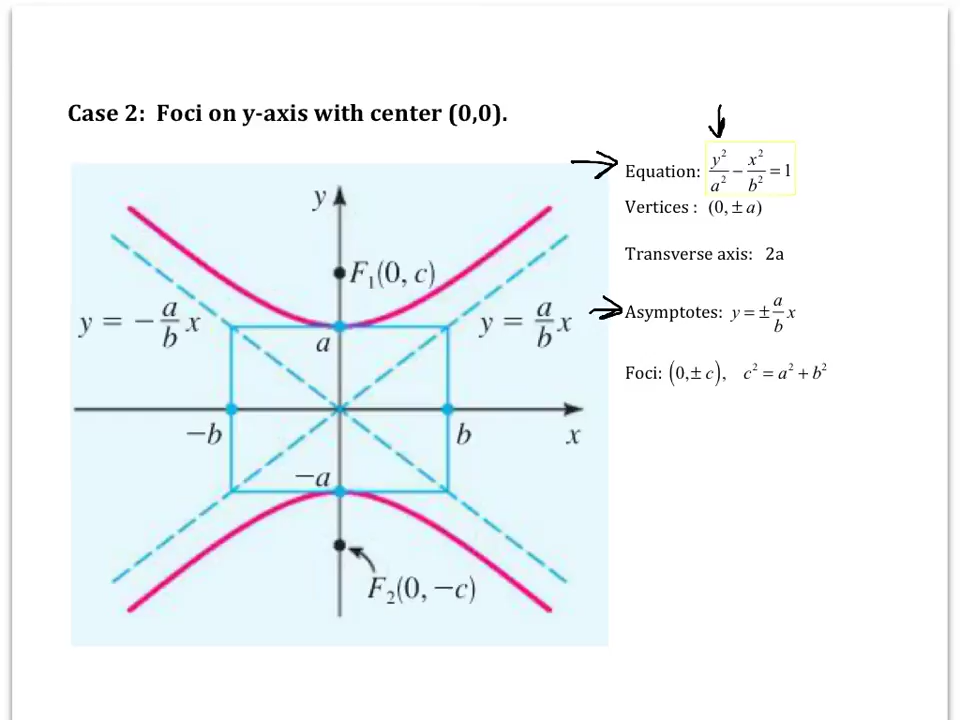 Case 2: Foci on y-axis with center (0,0).
Equation: y²/a² − x²/b² = 1
Vertices : (0, ± a)
Transverse axis: 2a
Asymptotes: y = ± a/b x
Foci: (0, ± c), c² = a² + b²
y
F₁(0, c)
y = − a/b x
y = a/b x
a
−b
b
x
−a
F₂(0, −c)